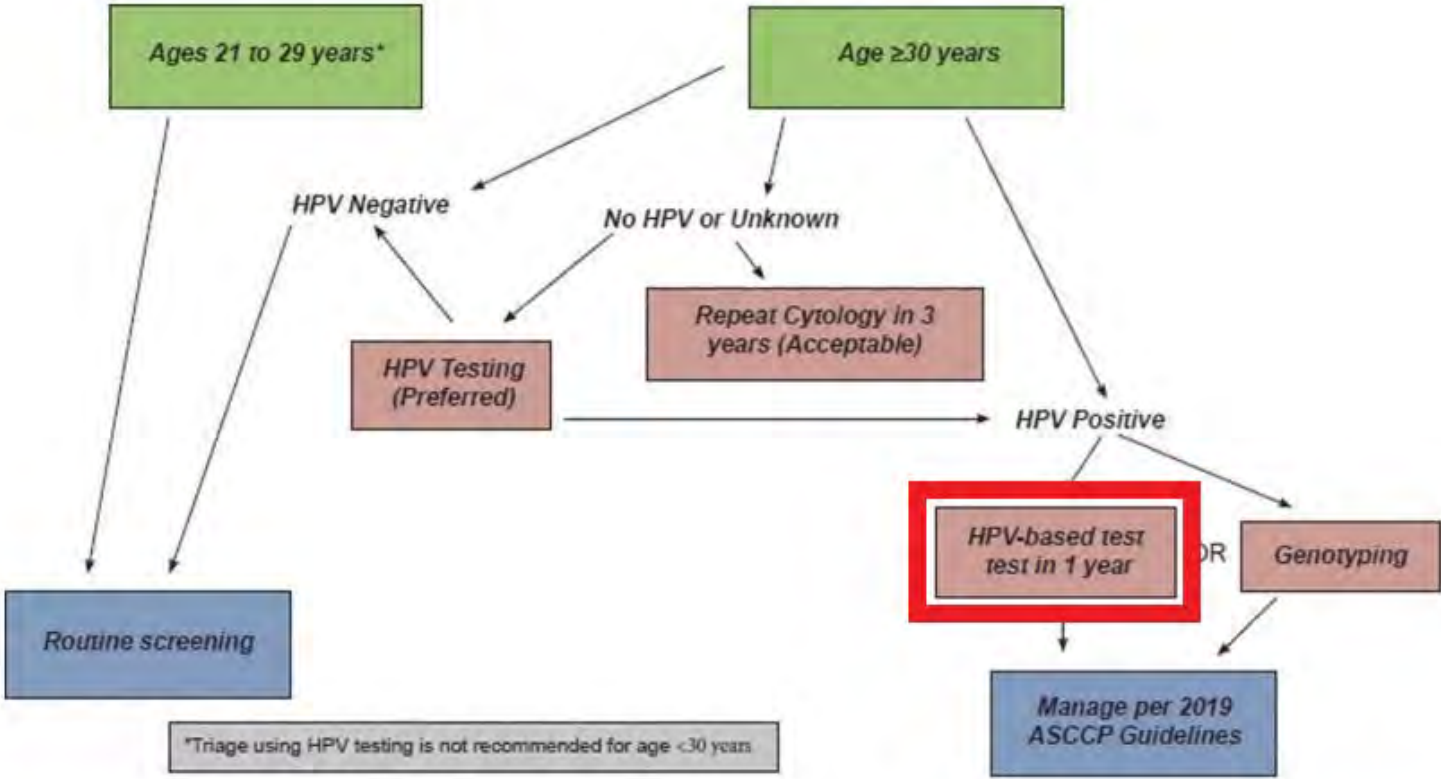 Ages 21 to 29 years*
Age ≥30 years
HPV Negative
No HPV or Unknown
Repeat Cytology in 3
years (Acceptable)
HPV Testing
(Preferred)
HPV Positive
HPV-based test
test in 1 year
OR
Genotyping
Routine screening
Manage per 2019
ASCCP Guidelines
*Triage using HPV testing is not recommended for age <30 years